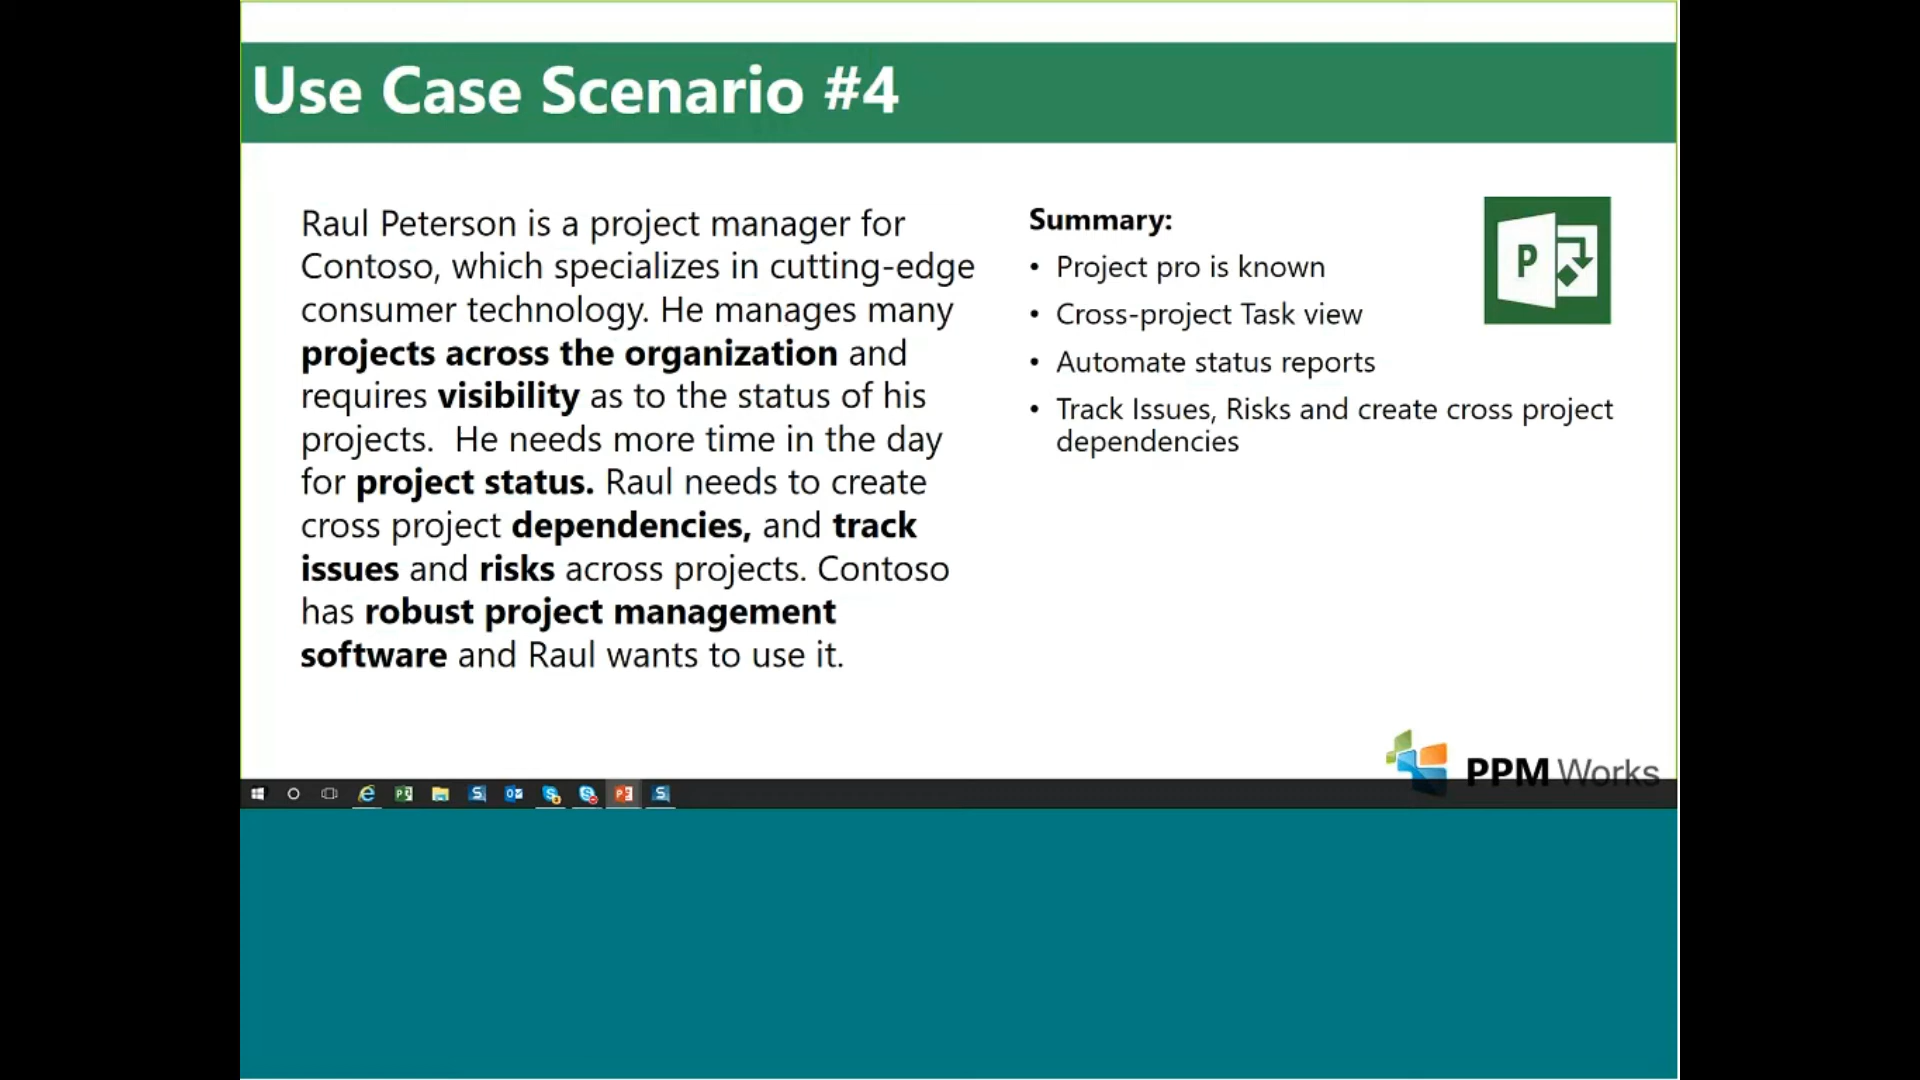 Use Case Scenario #4
Raul Peterson is a project manager for
Contoso, which specializes in cutting-edge
consumer technology. He manages many
projects across the organization and
requires visibility as to the status of his
projects.  He needs more time in the day
for project status. Raul needs to create
cross project dependencies, and track
issues and risks across projects. Contoso
has robust project management
software and Raul wants to use it.
Summary:
• Project pro is known
• Cross-project Task view
• Automate status reports
• Track Issues, Risks and create cross project
dependencies
P
PPM Works